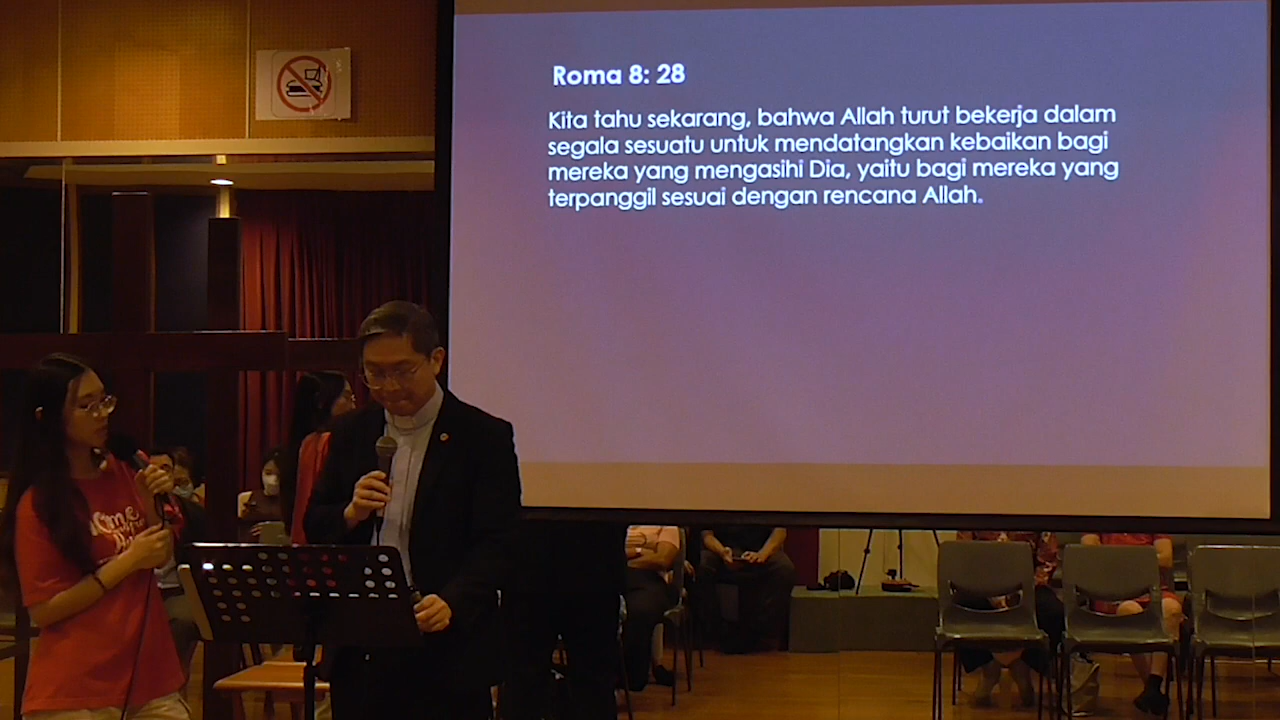 Roma 8: 28
Kita tahu sekarang, bahwa Allah turut bekerja dalam
segala sesuatu untuk mendatangkan kebaikan bagi
mereka yang mengasihi Dia, yaitu bagi mereka yang
terpanggil sesuai dengan rencana Allah.